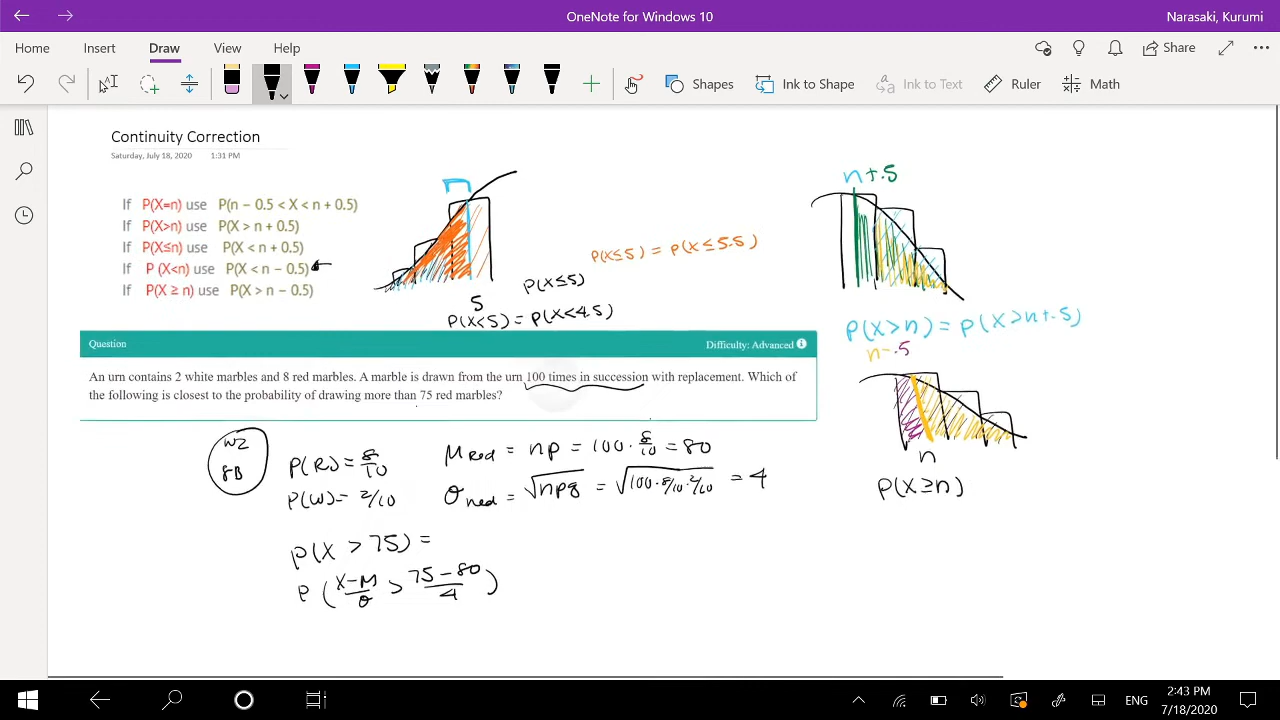 OneNote for Windows 10
Narasaki, Kurumi
Home Insert Draw View Help
Share
Shapes Ink to Shape Ink to Text Ruler Math
Continuity Correction
Saturday, July 18, 2020 1:31 PM
If P(X=n) use P(n − 0.5 < X < n + 0.5)
If P(X>n) use P(X > n + 0.5)
If P(X≤n) use P(X < n + 0.5)
If P (X<n) use P(X < n − 0.5)
If P(X ≥ n) use P(X > n − 0.5)
5
P(X≤5) = P(X≤5.5)
P(X≤5)
P(X<5) = P(X<4.5)
n+.5
P(X>n) = P(X>n+.5)
n-.5
n
P(X≥n)
Question
Difficulty: Advanced
An urn contains 2 white marbles and 8 red marbles. A marble is drawn from the urn 100 times in succession with replacement. Which of
the following is closest to the probability of drawing more than 75 red marbles?
W2
8B
P(R) = 8/10
P(W) = 2/10
μred = np = 100 · 8/10 = 80
σred = √npq = √100·8/10·2/10 = 4
P(X > 75) =
P(X-μ/σ > 75-80/4)
ENG
2:43 PM
7/18/2020